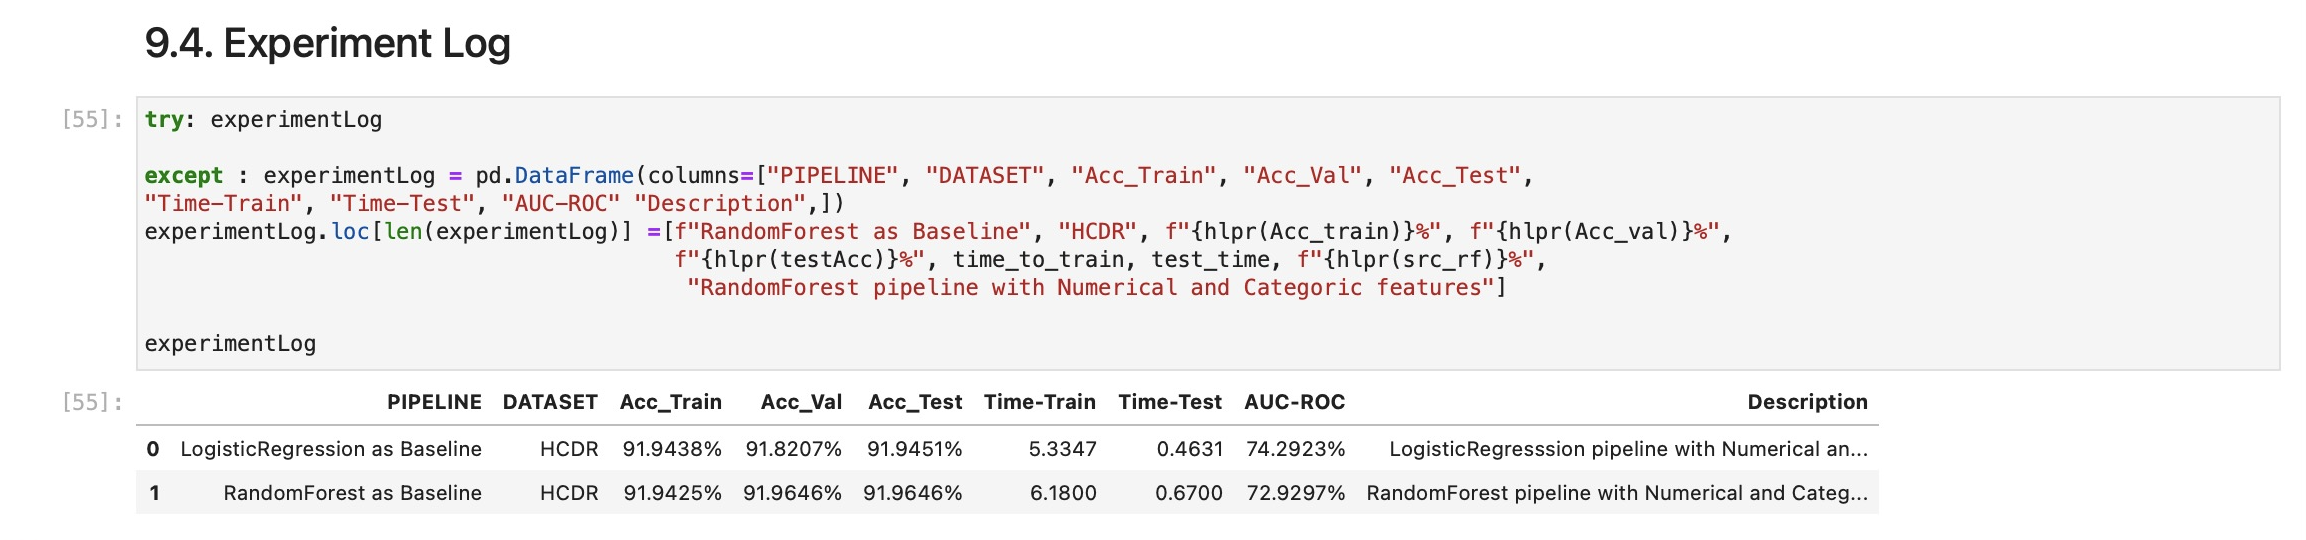 9.4. Experiment Log
[55]:
try: experimentLog
except : experimentLog = pd.DataFrame(columns=["PIPELINE", "DATASET", "Acc_Train", "Acc_Val", "Acc_Test",
"Time-Train", "Time-Test", "AUC-ROC" "Description",])
experimentLog.loc[len(experimentLog)] =[f"RandomForest as Baseline", "HCDR", f"{hlpr(Acc_train)}%", f"{hlpr(Acc_val)}%",
f"{hlpr(testAcc)}%", time_to_train, test_time, f"{hlpr(src_rf)}%",
"RandomForest pipeline with Numerical and Categoric features"]
experimentLog
[55]:
PIPELINE DATASET Acc_Train Acc_Val Acc_Test Time-Train Time-Test AUC-ROC Description
0 LogisticRegression as Baseline HCDR 91.9438% 91.8207% 91.9451% 5.3347 0.4631 74.2923% LogisticRegresssion pipeline with Numerical an...
1 RandomForest as Baseline HCDR 91.9425% 91.9646% 91.9646% 6.1800 0.6700 72.9297% RandomForest pipeline with Numerical and Categ...